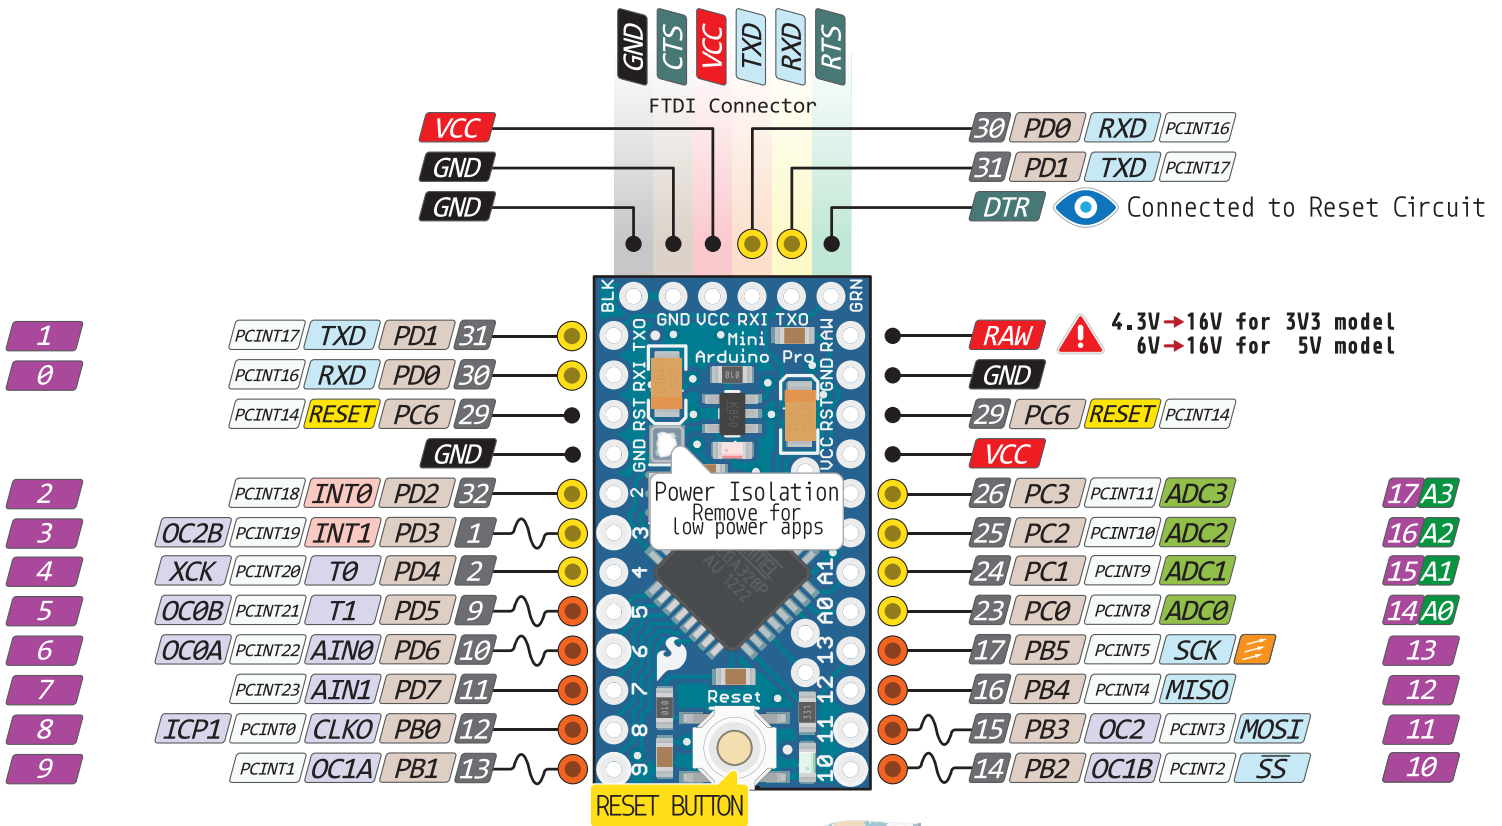 GND CTS VCC TXD RXD RTS
FTDI Connector
VCC
GND
GND
30 PD0 RXD PCINT16
31 PD1 TXD PCINT17
DTR Connected to Reset Circuit
BLK
GND VCC RXI TXO
GRN
Mini
Arduino Pro
1 PCINT17 TXD PD1 31 TXO
0 PCINT16 RXD PD0 30 RXI
PCINT14 RESET PC6 29 RST
GND GND
2 PCINT18 INT0 PD2 32 2
3 OC2B PCINT19 INT1 PD3 1 3
4 XCK PCINT20 T0 PD4 2 4
5 OC0B PCINT21 T1 PD5 9 5
6 OC0A PCINT22 AIN0 PD6 10 6
7 PCINT23 AIN1 PD7 11 7
8 ICP1 PCINT0 CLKO PB0 12 8
9 PCINT1 OC1A PB1 13 9
010
K850
Power Isolation
Remove for
low power apps
328P
AU 1222
Reset
010
331
RESET BUTTON
RAW RAW 4.3V→16V for 3V3 model
6V→16V for 5V model
GND GND
RST 29 PC6 RESET PCINT14
VCC VCC
26 PC3 PCINT11 ADC3 17 A3
25 PC2 PCINT10 ADC2 16 A2
A1 24 PC1 PCINT9 ADC1 15 A1
A0 23 PC0 PCINT8 ADC0 14 A0
13 17 PB5 PCINT5 SCK 13
12 16 PB4 PCINT4 MISO 12
11 15 PB3 OC2 PCINT3 MOSI 11
10 14 PB2 OC1B PCINT2 SS 10